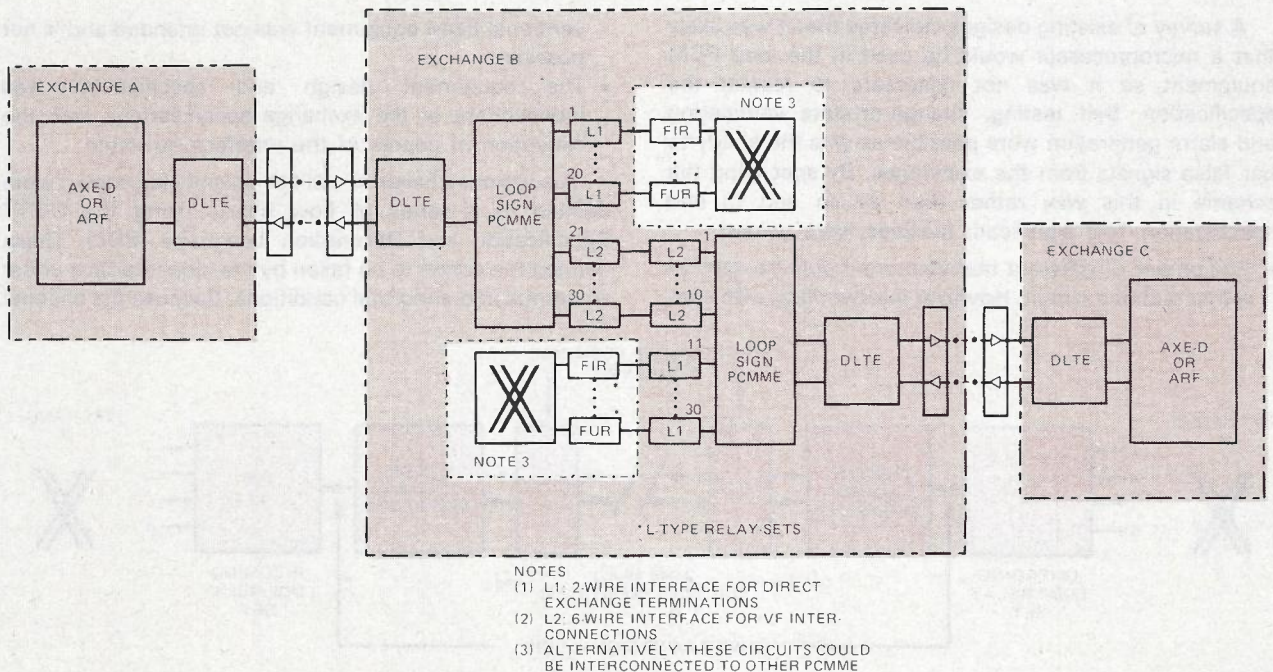 EXCHANGE A
AXE-D
OR
ARF
DLTE
EXCHANGE B
DLTE
LOOP
SIGN
PCMME
1
L1
20
L1
21
L2
30
L2
NOTE 3
FIR
FUR
1
L2
10
L2
11
L1
30
L1
FIR
FUR
NOTE 3
LOOP
SIGN
PCMME
DLTE
*L-TYPE RELAY-SETS
EXCHANGE C
DLTE
AXE-D
OR
ARF
NOTES
(1) L1: 2-WIRE INTERFACE FOR DIRECT
EXCHANGE TERMINATIONS
(2) L2: 6-WIRE INTERFACE FOR VF INTER-
CONNECTIONS
(3) ALTERNATIVELY THESE CIRCUITS COULD
BE INTERCONNECTED TO OTHER PCMME